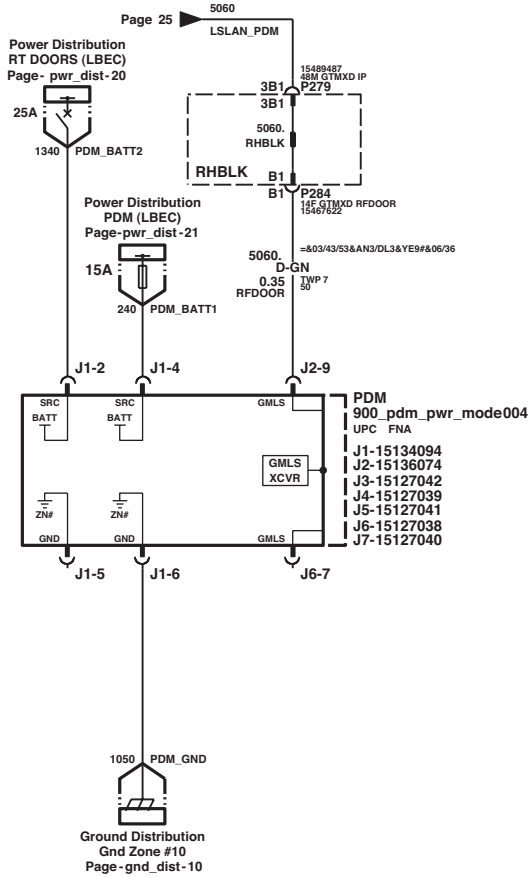 Page 25
5060
LSLAN_PDM
Power Distribution
RT DOORS (LBEC)
Page- pwr_dist-20
25A
1340 PDM_BATT2
15489487
48M GTMXD IP
3B1 P279
3B1
5060.
RHBLK
RHBLK
B1
B1 P284
14F GTMXD RFDOOR
15467622
Power Distribution
PDM (LBEC)
Page-pwr_dist-21
15A
240 PDM_BATT1
=&03/43/53&AN3/DL3&YE9#&06/36
5060.
D-GN
0.35 TWP 7
RFDOOR 50
J1-2 J1-4 J2-9
SRC SRC GMLS
BATT BATT
GMLS
XCVR
ZN# ZN#
GND GND GMLS
J1-5 J1-6 J6-7
PDM
900_pdm_pwr_mode004
UPC FNA
J1-15134094
J2-15136074
J3-15127042
J4-15127039
J5-15127041
J6-15127038
J7-15127040
1050 PDM_GND
Ground Distribution
Gnd Zone #10
Page-gnd_dist-10